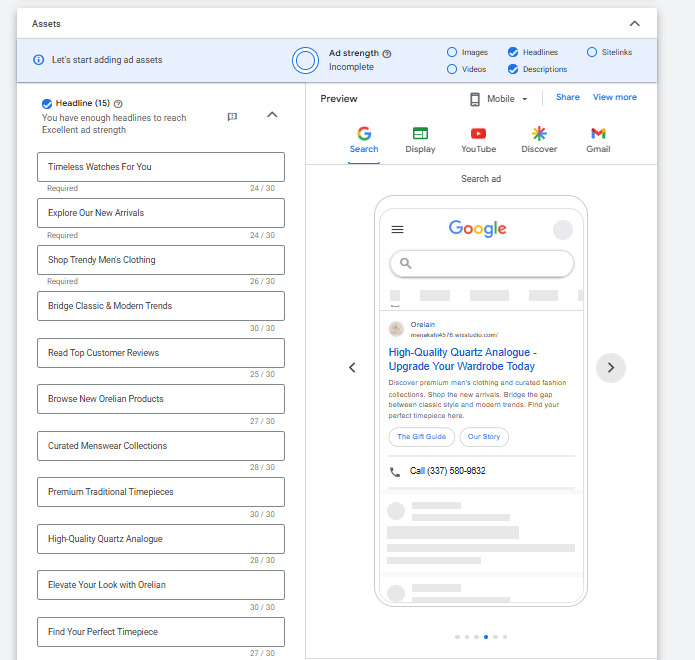 Assets
Let's start adding ad assets
Ad strength
Incomplete
Images
Headlines
Sitelinks
Videos
Descriptions
Headline (15)
You have enough headlines to reach
Excellent ad strength
Timeless Watches For You
Required
24 / 30
Explore Our New Arrivals
Required
24 / 30
Shop Trendy Men's Clothing
Required
26 / 30
Bridge Classic & Modern Trends
30 / 30
Read Top Customer Reviews
25 / 30
Browse New Orelian Products
27 / 30
Curated Menswear Collections
28 / 30
Premium Traditional Timepieces
30 / 30
High-Quality Quartz Analogue
28 / 30
Elevate Your Look with Orelian
30 / 30
Find Your Perfect Timepiece
27 / 30
Preview
Mobile
Share
View more
Search
Display
YouTube
Discover
Gmail
Search ad
Google
Orelain
menakshi4576.wixstudio.com/
High-Quality Quartz Analogue -
Upgrade Your Wardrobe Today
Discover premium men's clothing and curated fashion
collections. Shop the new arrivals. Bridge the gap
between classic style and modern trends. Find your
perfect timepiece here.
The Gift Guide
Our Story
Call (337) 580-9632